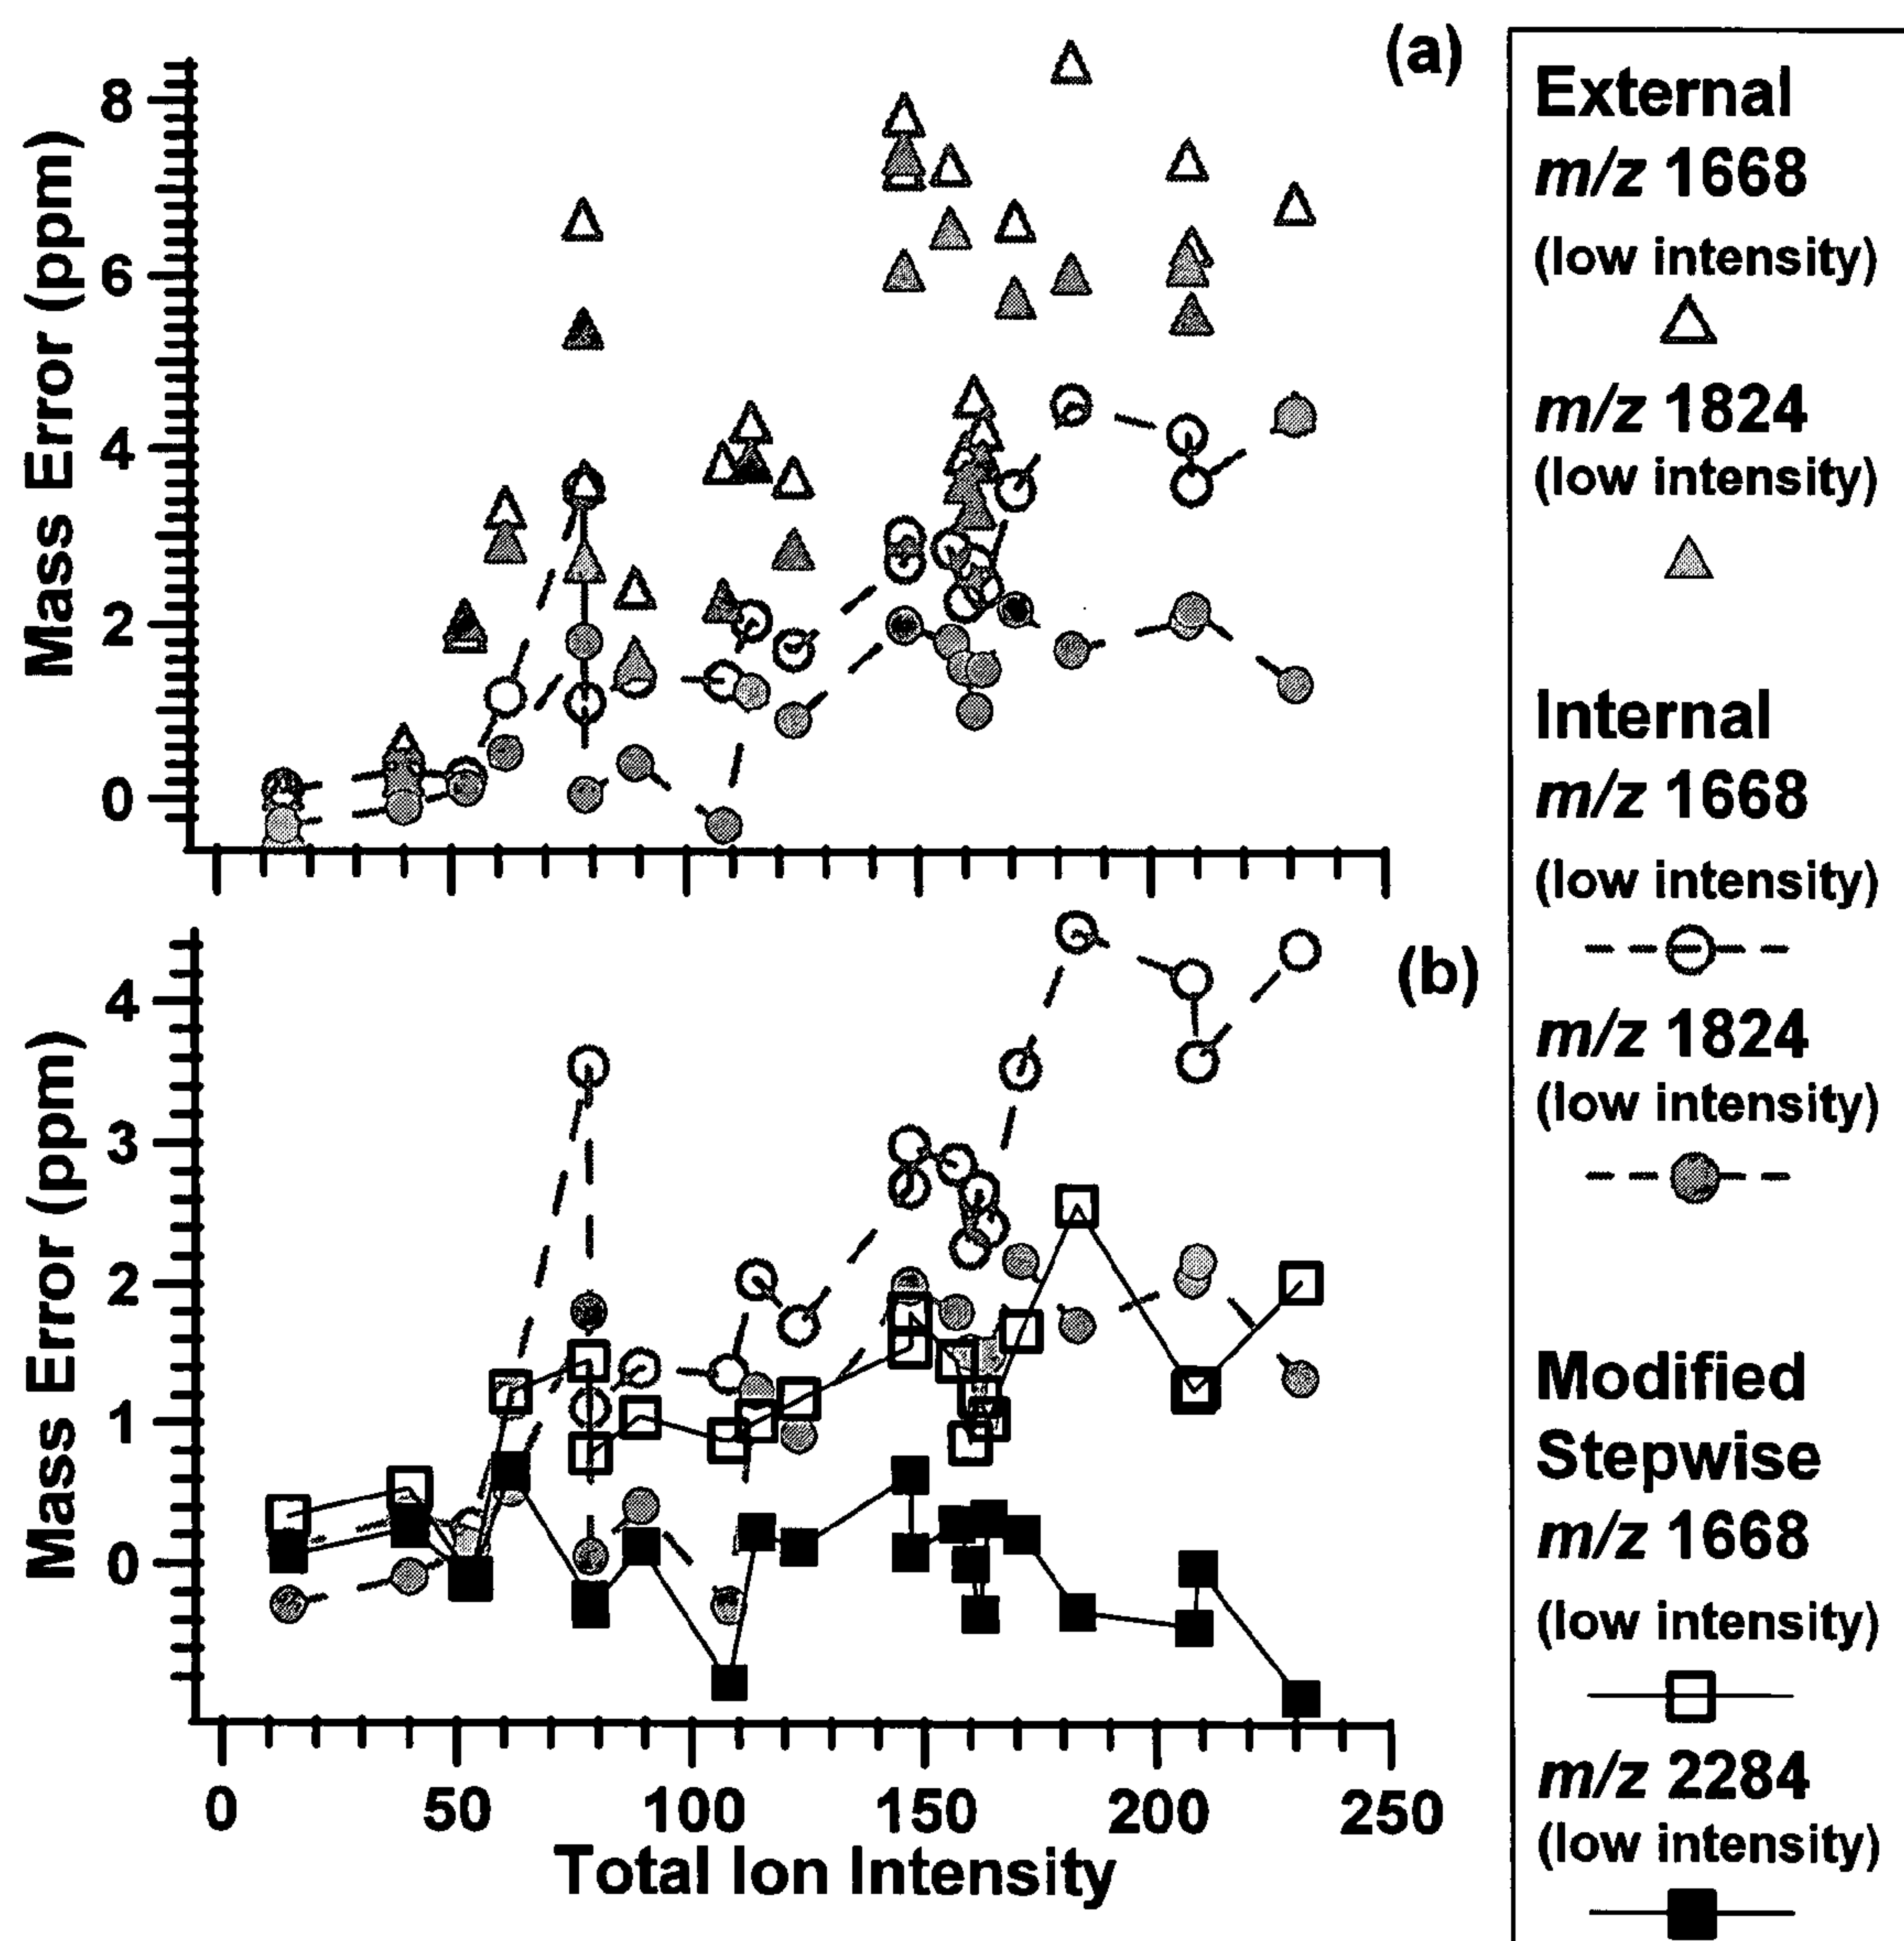 (a)
8
6
4
2
0
Mass Error (ppm)
(b)
4
3
2
1
0
Mass Error (ppm)
0 50 100 150 200 250
Total Ion Intensity
External
m/z 1668
(low intensity)
m/z 1824
(low intensity)
Internal
m/z 1668
(low intensity)
m/z 1824
(low intensity)
Modified
Stepwise
m/z 1668
(low intensity)
m/z 2284
(low intensity)